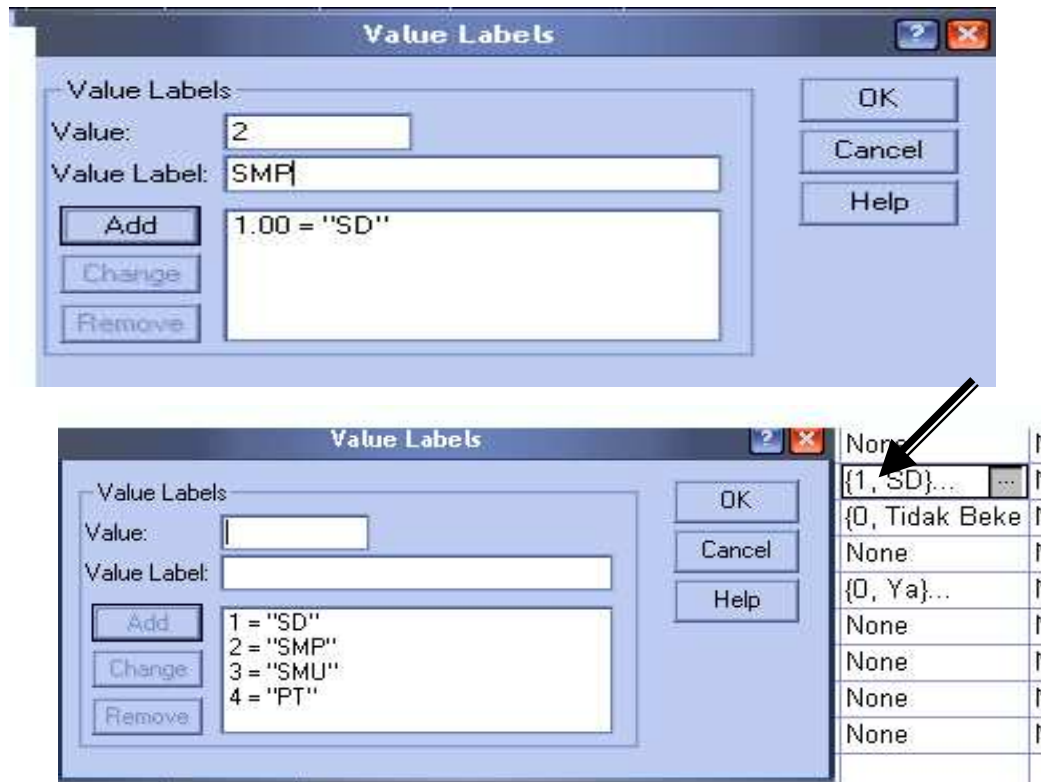 Value Labels
Value Labels
OK
Value: 2
Cancel
Value Label: SMP
Help
Add
1.00 = "SD"
Change
Remove
Value Labels
Value Labels
OK
Value:
Cancel
Value Label:
Help
Add
1 = "SD"
2 = "SMP"
Change
3 = "SMU"
4 = "PT"
Remove
None
{1, SD}... ...
{0, Tidak Beke
None
{0, Ya}...
None
None
None
None